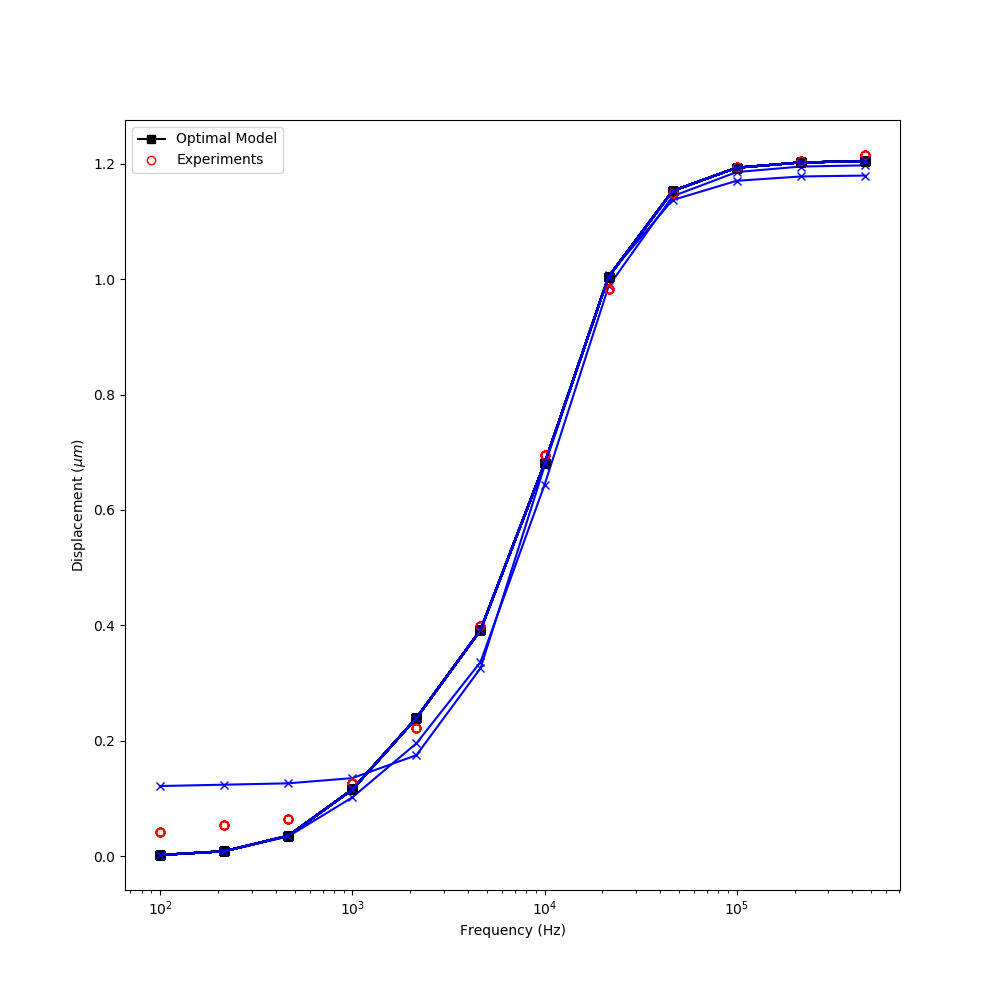 Optimal Model
Experiments
1.2
1.0
0.8
0.6
0.4
0.2
0.0
Displacement (μm)
10²
10³
10⁴
10⁵
Frequency (Hz)